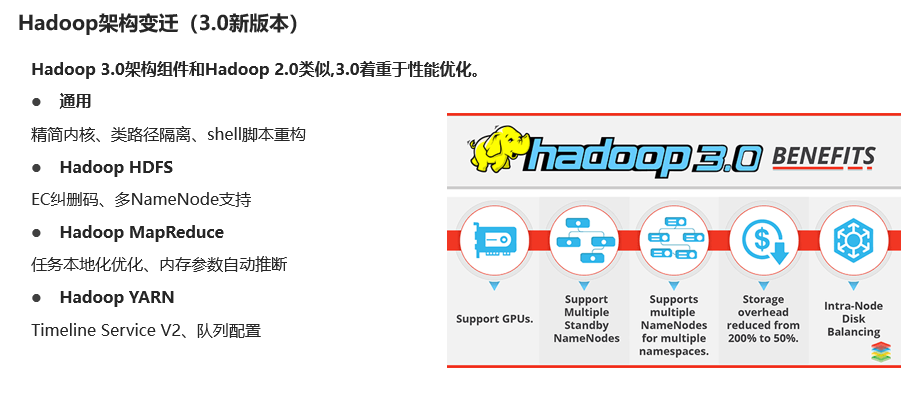 Hadoop架构变迁（3.0新版本）
Hadoop 3.0架构组件和Hadoop 2.0类似,3.0着重于性能优化。
● 通用
精简内核、类路径隔离、shell脚本重构
● Hadoop HDFS
EC纠删码、多NameNode支持
● Hadoop MapReduce
任务本地化优化、内存参数自动推断
● Hadoop YARN
Timeline Service V2、队列配置
hadoop 3.0 BENEFITS
Support GPUs.
Support
Multiple
Standby
NameNodes
Supports
multiple
NameNodes
for multiple
namespaces.
$
Storage
overhead
reduced from
200% to 50%.
Intra-Node
Disk
Balancing